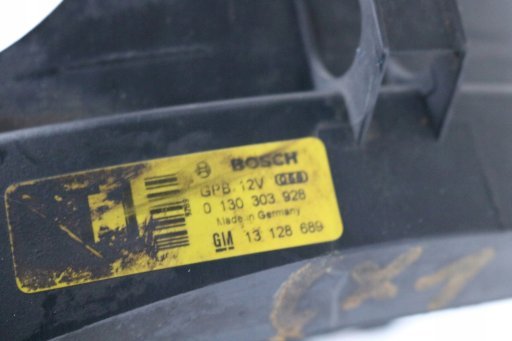 BOSCH
GPB 12V
0 130 303 928
Made in Germany
GM 13 128 689